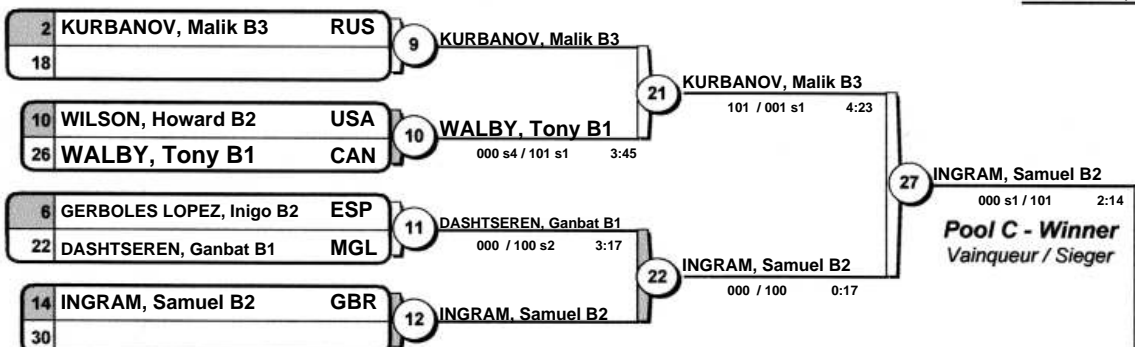 2 KURBANOV, Malik B3 RUS
18
9 KURBANOV, Malik B3
10 WILSON, Howard B2 USA
26 WALBY, Tony B1 CAN
10 WALBY, Tony B1
000 s4 / 101 s1 3:45
21 KURBANOV, Malik B3
101 / 001 s1 4:23
6 GERBOLES LOPEZ, Inigo B2 ESP
22 DASHTSEREN, Ganbat B1 MGL
11 DASHTSEREN, Ganbat B1
000 / 100 s2 3:17
14 INGRAM, Samuel B2 GBR
30
12 INGRAM, Samuel B2
22 INGRAM, Samuel B2
000 / 100 0:17
27 INGRAM, Samuel B2
000 s1 / 101 2:14
Pool C - Winner
Vainqueur / Sieger